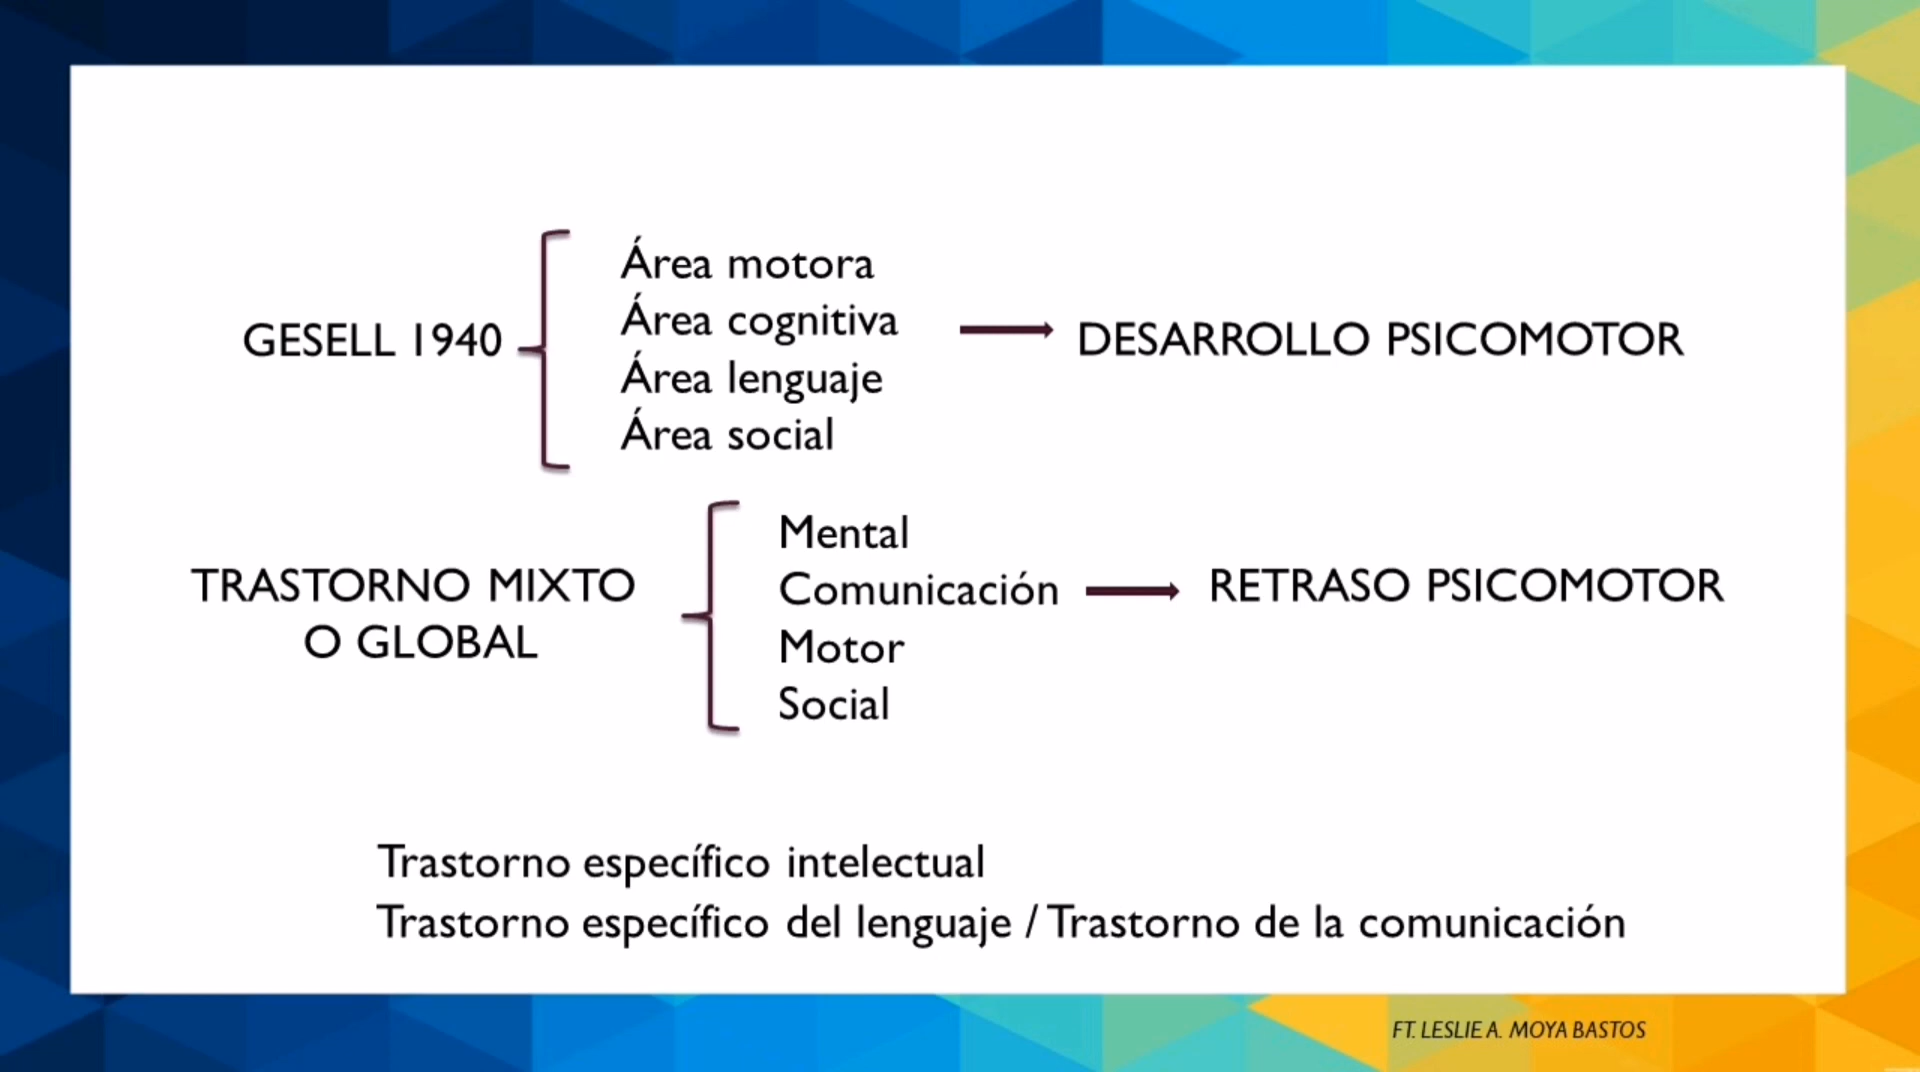 GESELL 1940
Área motora
Área cognitiva
Área lenguaje
Área social
DESARROLLO PSICOMOTOR
TRASTORNO MIXTO
O GLOBAL
Mental
Comunicación
Motor
Social
RETRASO PSICOMOTOR
Trastorno específico intelectual
Trastorno específico del lenguaje / Trastorno de la comunicación
FT. LESLIE A. MOYA BASTOS